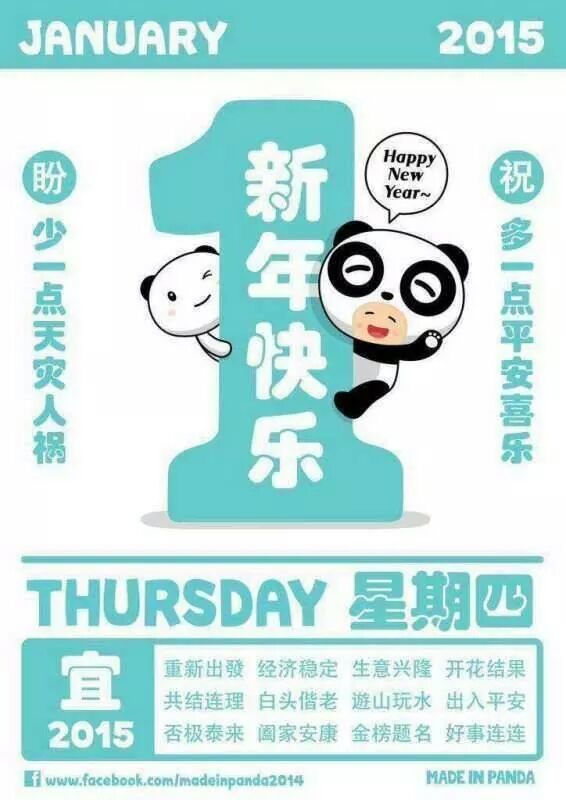 JANUARY 2015
新年快乐
Happy
New
Year~
盼
少一点天灾人祸
祝
多一点平安喜乐
THURSDAY 星期四
宜
2015
重新出發 经济稳定 生意兴隆 开花结果
共结连理 白头偕老 遊山玩水 出入平安
否极泰来 阖家安康 金榜题名 好事连连
www.facebook.com/madeinpanda2014
MADE IN PANDA